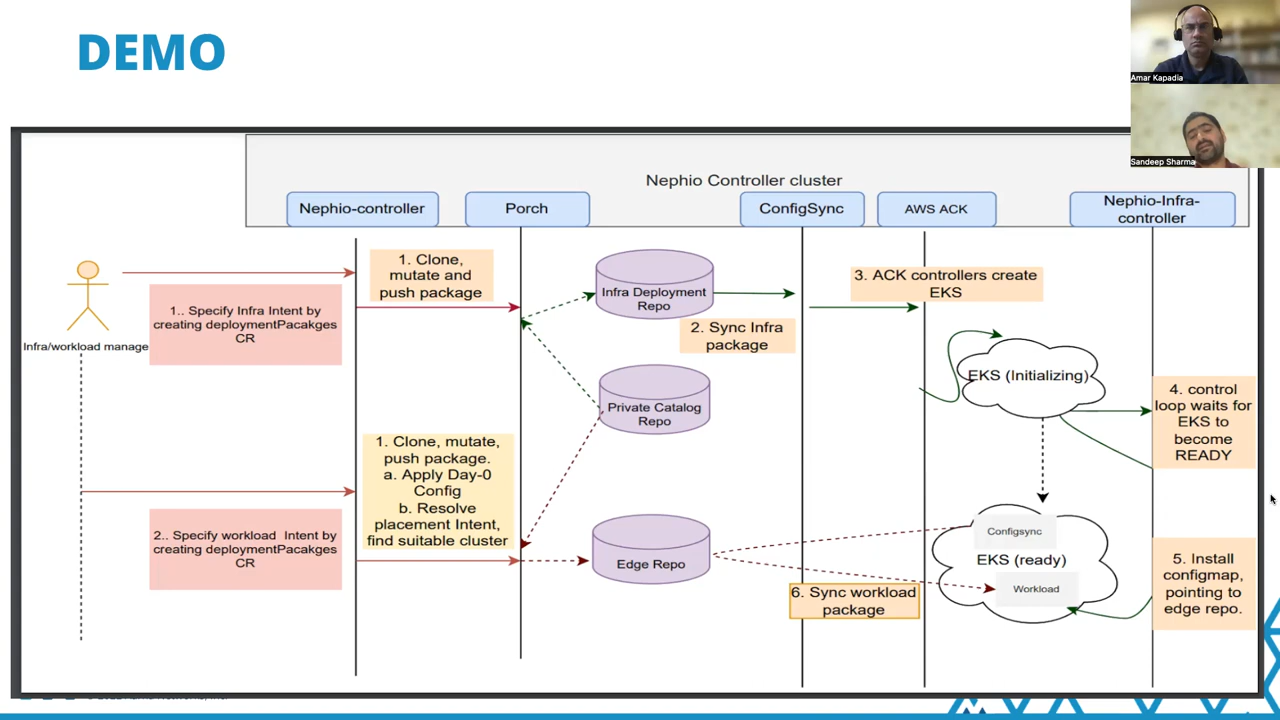 DEMO
Amar Kapadia
Sandeep Sharma
Nephio Controller cluster
Nephio-controller
Porch
ConfigSync
AWS ACK
Nephio-Infra-
controller
1. Clone,
mutate and
push package
Infra Deployment
Repo
3. ACK controllers create
EKS
1.. Specify Infra Intent by
creating deploymentPacakges
CR
Infra/workload manage
2. Sync Infra
package
EKS (Initializing)
Private Catalog
Repo
4. control
loop waits for
EKS to
become
READY
1. Clone, mutate,
push package.
a. Apply Day-0
Config
b. Resolve
placement Intent,
find suitable cluster
2.. Specify workload Intent by
creating deploymentPacakges
CR
Edge Repo
Configsync
EKS (ready)
Workload
5. Install
configmap,
pointing to
edge repo.
6. Sync workload
package